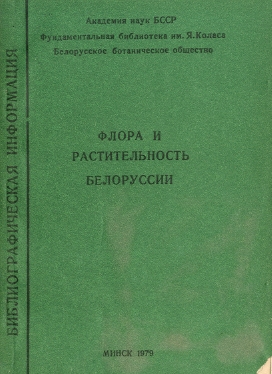 Академия наук БССР
Фундаментальная библиотека им. Я.Коласа
Белорусское ботаническое общество
БИБЛИОГРАФИЧЕСКАЯ ИНФОРМАЦИЯ
ФЛОРА И
РАСТИТЕЛЬНОСТЬ
БЕЛОРУССИИ
МИНСК 1979